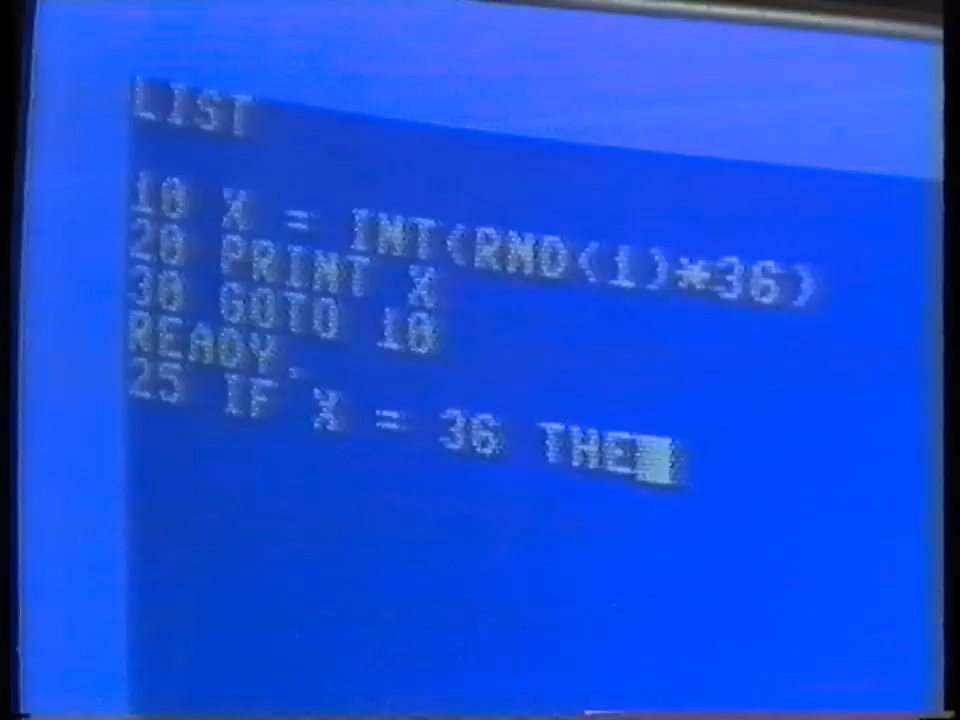 LIST
10 X = INT(RND(1)*36)
20 PRINT X
30 GOTO 10
READY.
25 IF X = 36 THE